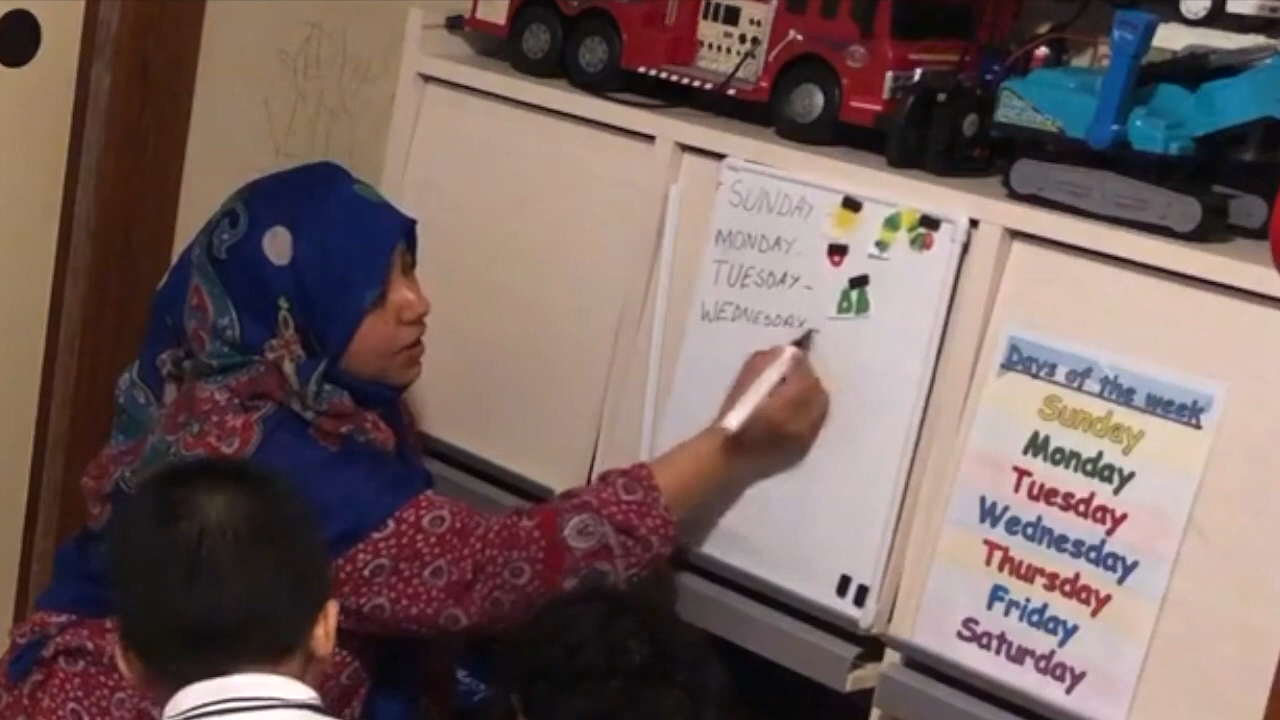 SUNDAY
MONDAY.
TUESDAY-
WEDNESDAY
Days of the week
Sunday
Monday
Tuesday
Wednesday
Thursday
Friday
Saturday